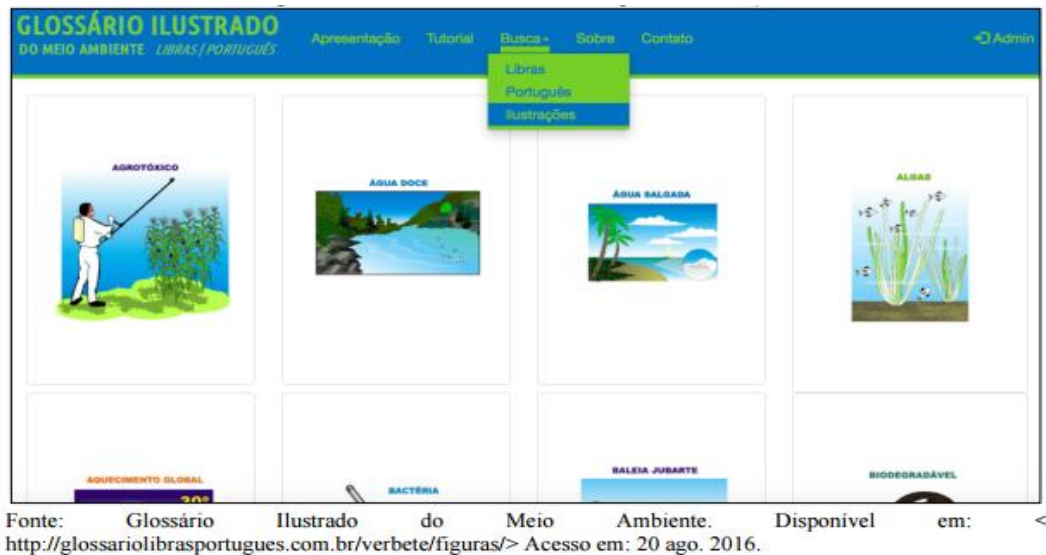 GLOSSÁRIO ILUSTRADO
DO MEIO AMBIENTE LIBRAS / PORTUGUÊS
Apresentação Tutorial Busca Sobre Contato Admin
Libras
Português
Ilustrações
AGROTÓXICO
ÁGUA DOCE
ÁGUA SALGADA
ALGAS
AQUECIMENTO GLOBAL
30°
BACTÉRIA
BALEIA JUBARTE
BIODEGRADÁVEL
Fonte: Glossário Ilustrado do Meio Ambiente. Disponível em: <
http://glossariolibrasportugues.com.br/verbete/figuras/> Acesso em: 20 ago. 2016.